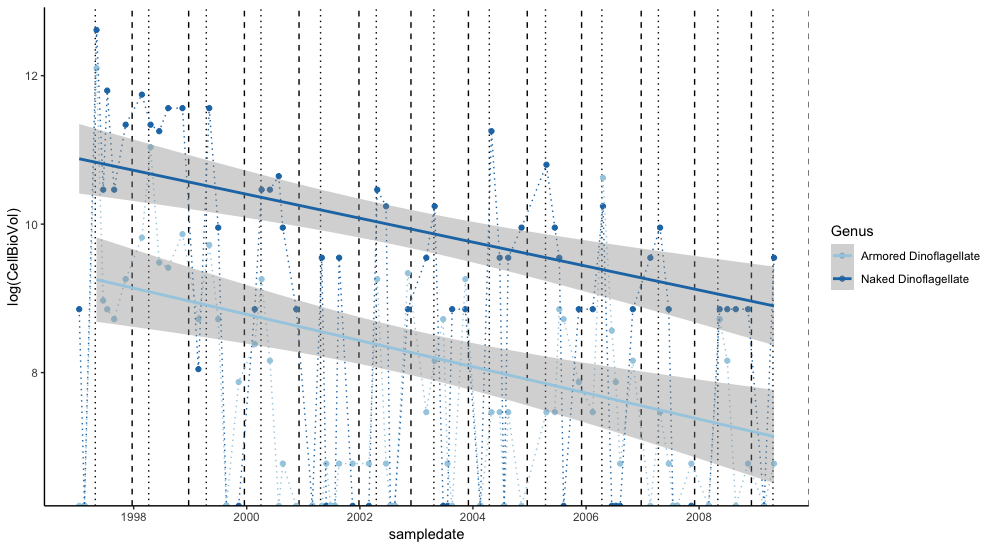 12
10
8
log(CellBioVol)
1998 2000 2002 2004 2006 2008
sampledate
Genus
Armored Dinoflagellate
Naked Dinoflagellate